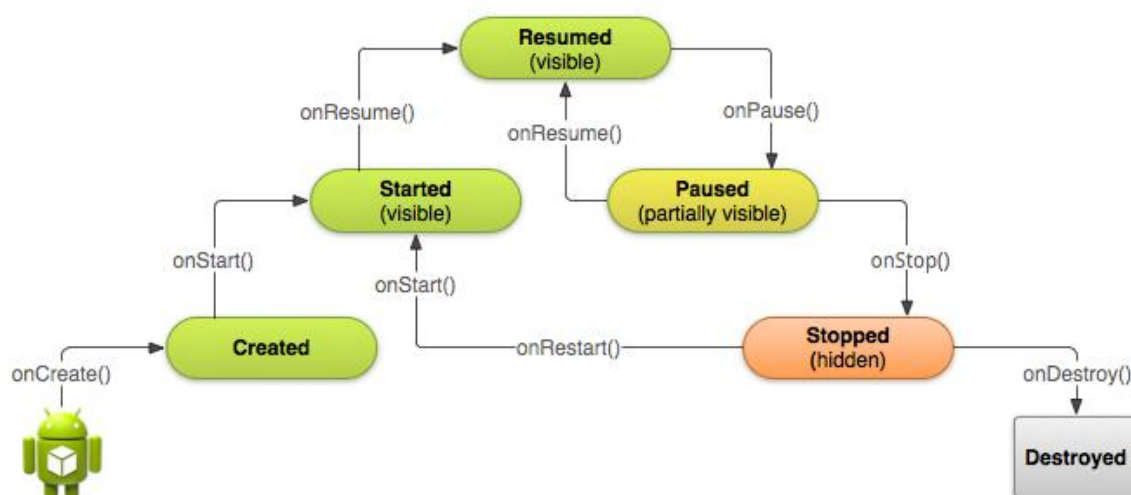 Resumed
(visible)
onResume()
onResume()
onPause()
Started
(visible)
Paused
(partially visible)
onStart()
onStart()
onStop()
Created
onRestart()
Stopped
(hidden)
onCreate()
onDestroy()
Destroyed